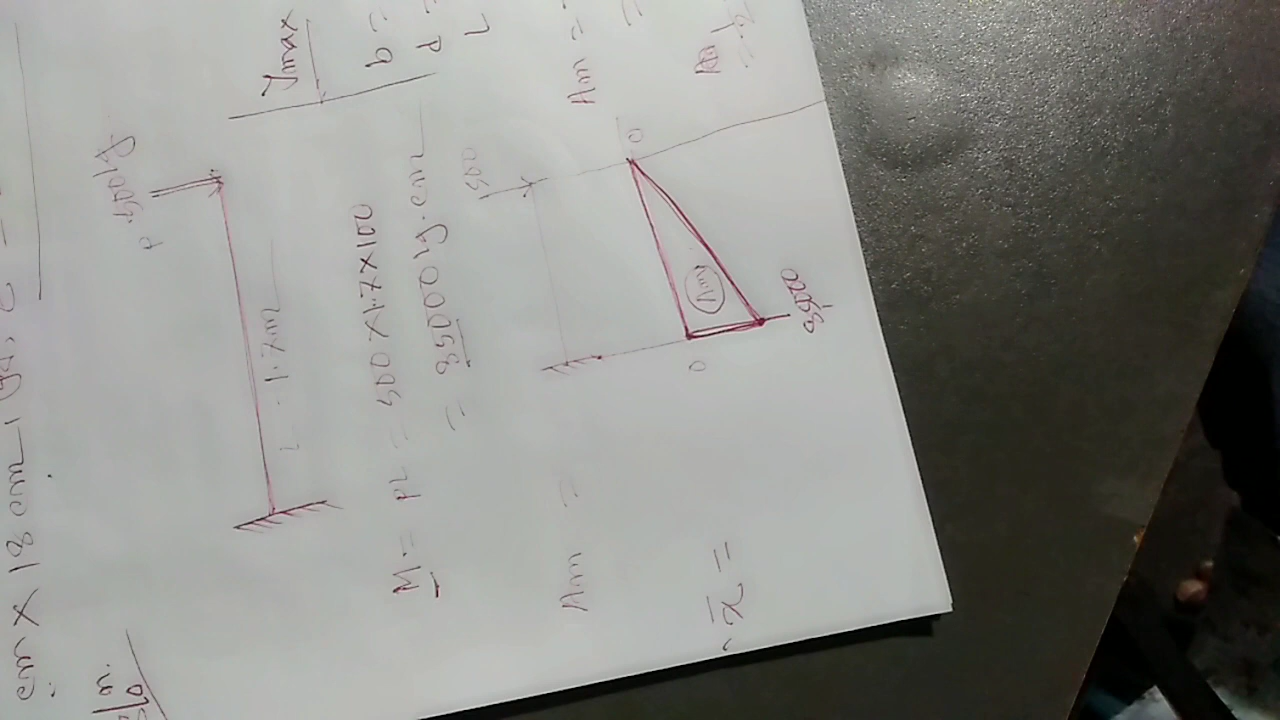 cm X 18 cm
P = 500 kg
L = 1.7m
M = PL = 500 X 1.7 X 100
= 85000 kg.cm
500
0
Am
0
85000
Am =
x̄ =
Ymax
b =
d =
L
Am =
=